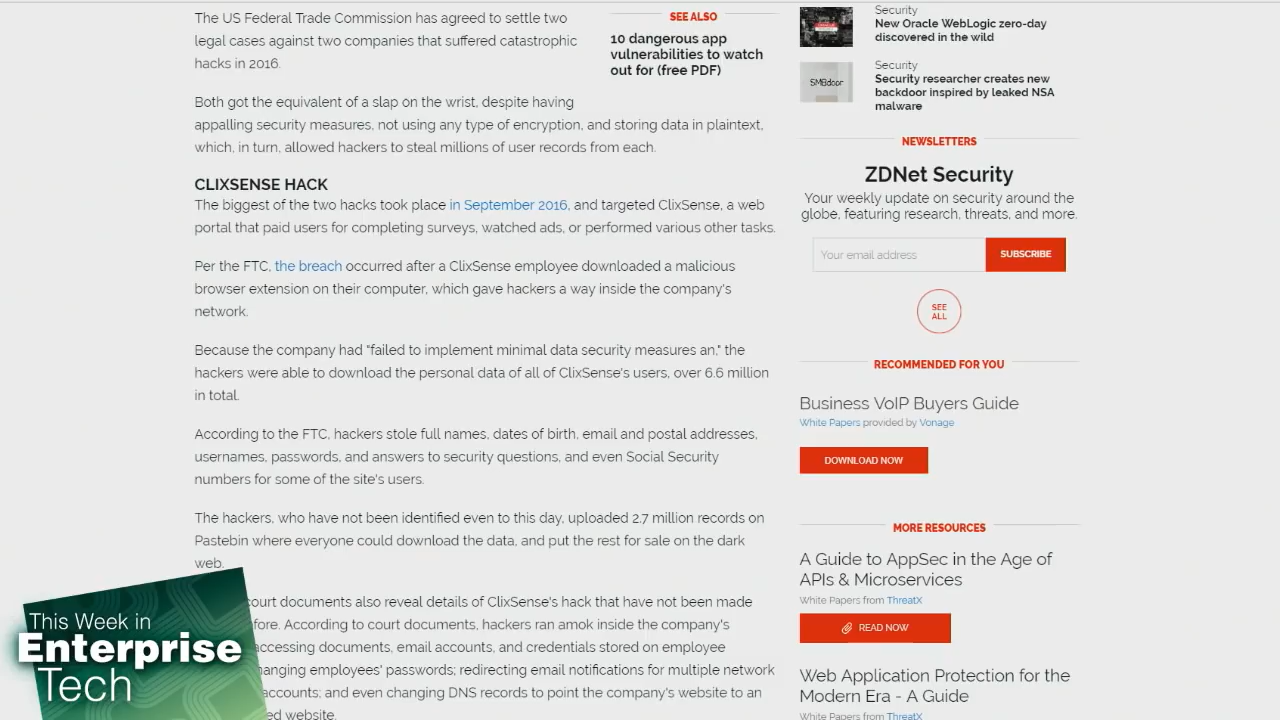 The US Federal Trade Commission has agreed to settle two
legal cases against two companies that suffered catastrophic
hacks in 2016.
SEE ALSO
10 dangerous app
vulnerabilities to watch
out for (free PDF)
Both got the equivalent of a slap on the wrist, despite having
appalling security measures, not using any type of encryption, and storing data in plaintext,
which, in turn, allowed hackers to steal millions of user records from each.
CLIXSENSE HACK
The biggest of the two hacks took place in September 2016, and targeted ClixSense, a web
portal that paid users for completing surveys, watched ads, or performed various other tasks.
Per the FTC, the breach occurred after a ClixSense employee downloaded a malicious
browser extension on their computer, which gave hackers a way inside the company's
network.
Because the company had "failed to implement minimal data security measures an," the
hackers were able to download the personal data of all of ClixSense's users, over 6.6 million
in total.
According to the FTC, hackers stole full names, dates of birth, email and postal addresses,
usernames, passwords, and answers to security questions, and even Social Security
numbers for some of the site's users.
The hackers, who have not been identified even to this day, uploaded 2.7 million records on
Pastebin where everyone could download the data, and put the rest for sale on the dark
web.
court documents also reveal details of ClixSense's hack that have not been made
fore. According to court documents, hackers ran amok inside the company's
accessing documents, email accounts, and credentials stored on employee
hanging employees' passwords; redirecting email notifications for multiple network
accounts; and even changing DNS records to point the company's website to an
ed website.
This Week in
Enterprise
Tech
Security
New Oracle WebLogic zero-day
discovered in the wild
SMBdoor
Security
Security researcher creates new
backdoor inspired by leaked NSA
malware
NEWSLETTERS
ZDNet Security
Your weekly update on security around the
globe, featuring research, threats, and more.
Your email address
SUBSCRIBE
SEE
ALL
RECOMMENDED FOR YOU
Business VoIP Buyers Guide
White Papers provided by Vonage
DOWNLOAD NOW
MORE RESOURCES
A Guide to AppSec in the Age of
APIs & Microservices
White Papers from ThreatX
READ NOW
Web Application Protection for the
Modern Era - A Guide
White Papers from ThreatX